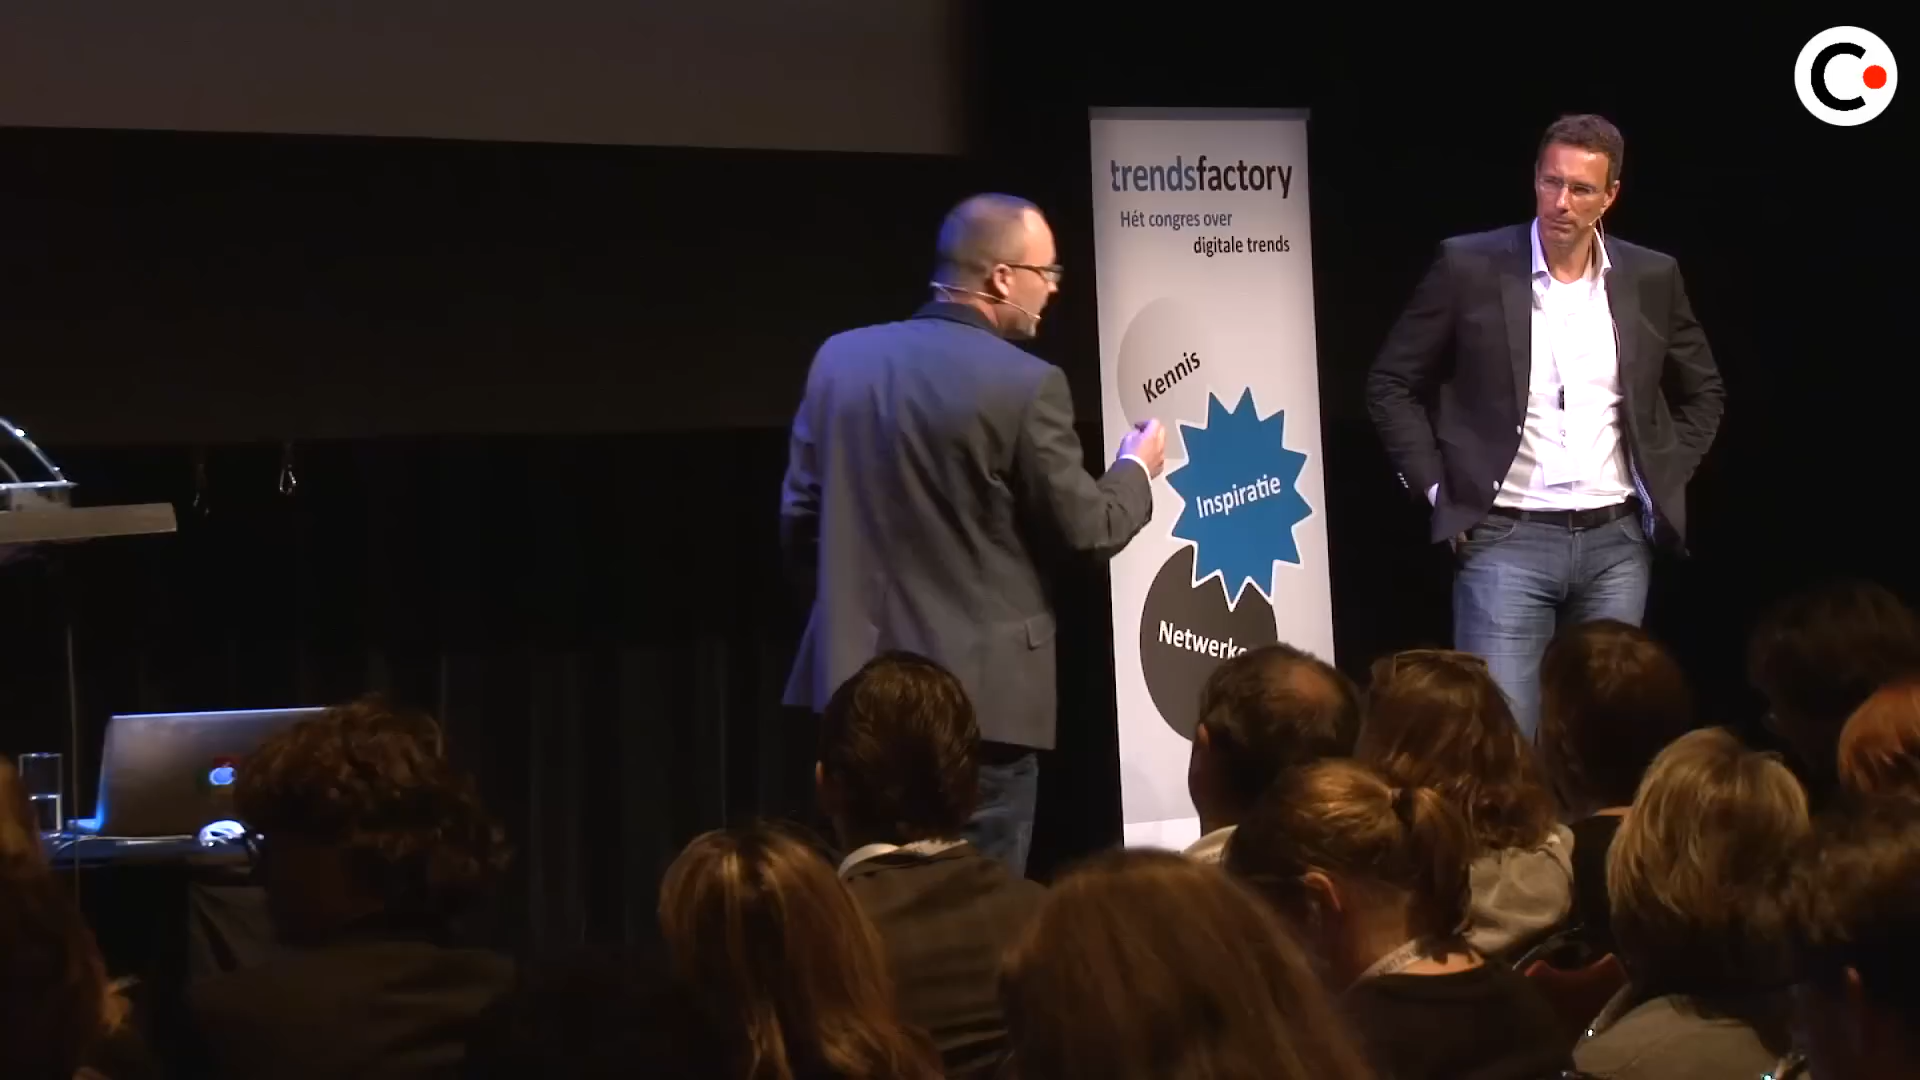 trendsfactory
Hét congres over
digitale trends
Kennis
Inspiratie